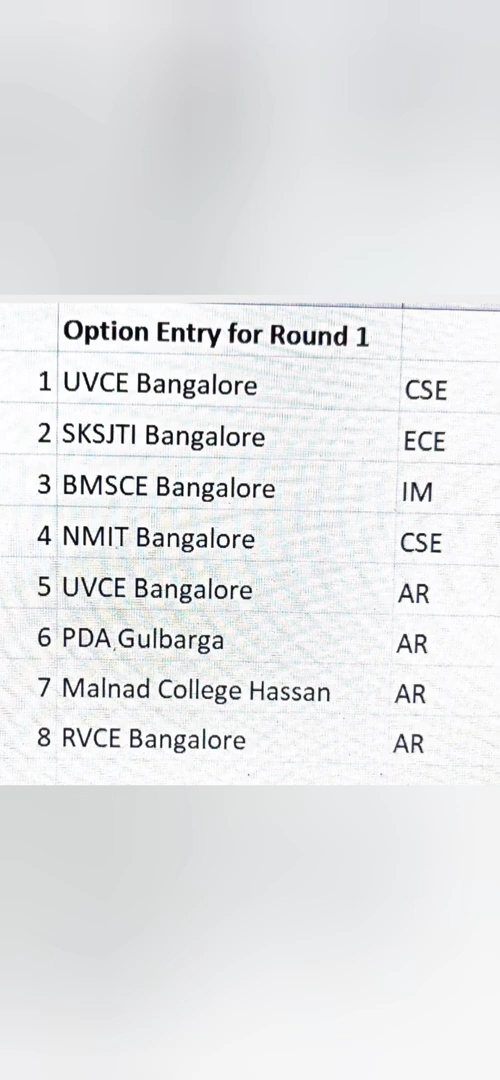 Option Entry for Round 1
1 UVCE Bangalore CSE
2 SKSJTI Bangalore ECE
3 BMSCE Bangalore IM
4 NMIT Bangalore CSE
5 UVCE Bangalore AR
6 PDA Gulbarga AR
7 Malnad College Hassan AR
8 RVCE Bangalore AR